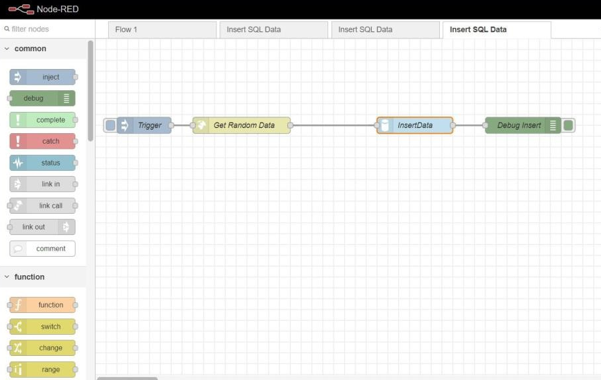 Node-RED
filter nodes
Flow 1
Insert SQL Data
Insert SQL Data
Insert SQL Data
common
inject
debug
complete
catch
status
link in
link call
link out
comment
function
function
switch
change
range
Trigger
Get Random Data
InsertData
Debug Insert